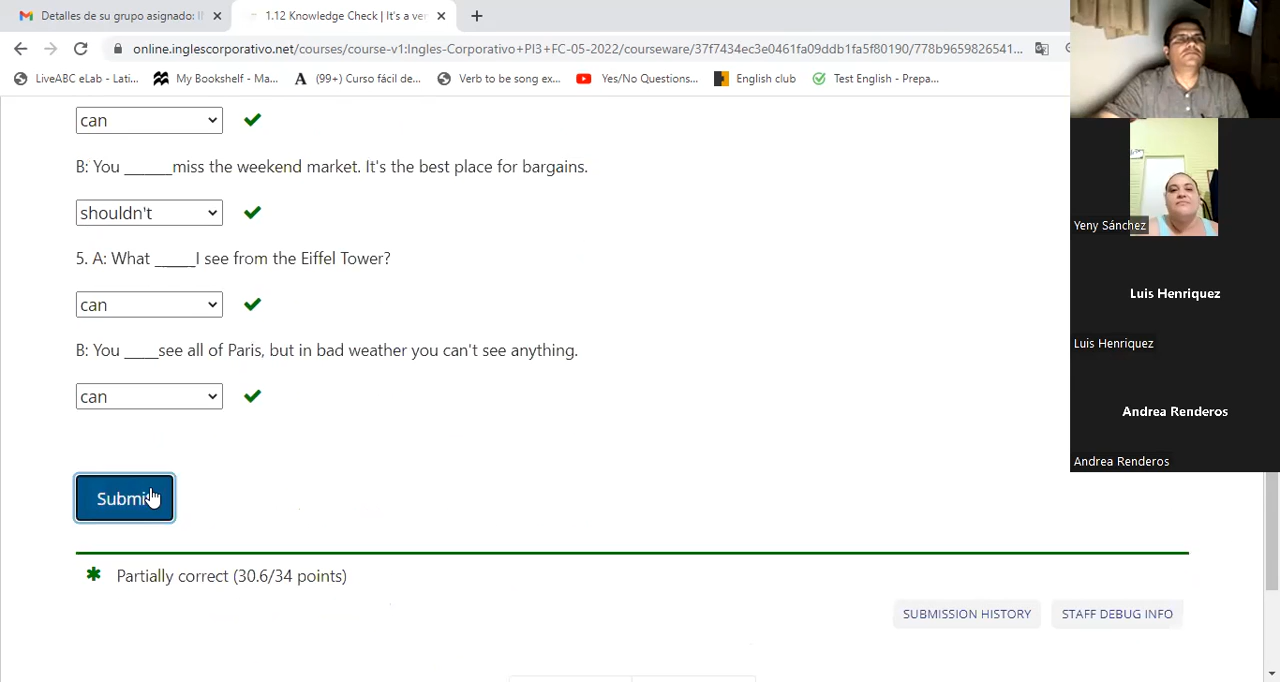 Detalles de su grupo asignado: I
1.12 Knowledge Check | It's a ver
online.inglescorporativo.net/courses/course-v1:Ingles-Corporativo+PI3+FC-05-2022/courseware/37f7434ec3e0461fa09ddb1fa5f80190/778b9659826541...
LiveABC eLab - Lati...
My Bookshelf - Ma...
(99+) Curso fácil de...
Verb to be song ex...
Yes/No Questions...
English club
Test English - Prepa...
can
B: You ______miss the weekend market. It's the best place for bargains.
shouldn't
5. A: What _____I see from the Eiffel Tower?
can
B: You ____see all of Paris, but in bad weather you can't see anything.
can
Submit
Partially correct (30.6/34 points)
SUBMISSION HISTORY
STAFF DEBUG INFO
Yeny Sánchez
Luis Henriquez
Luis Henriquez
Andrea Renderos
Andrea Renderos